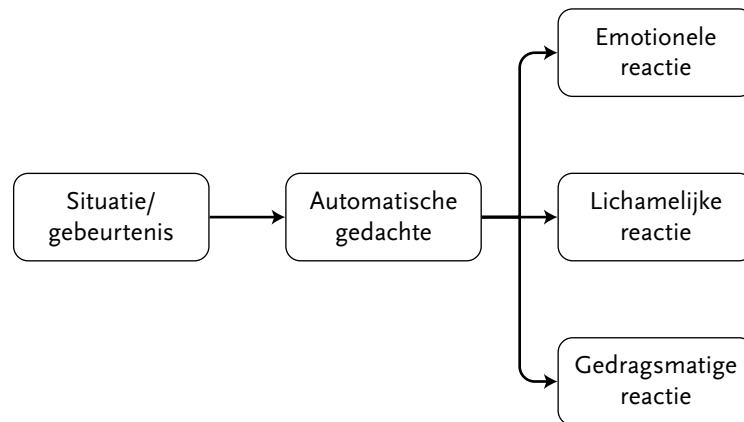 Situatie/
gebeurtenis
Automatische
gedachte
Emotionele
reactie
Lichamelijke
reactie
Gedragsmatige
reactie